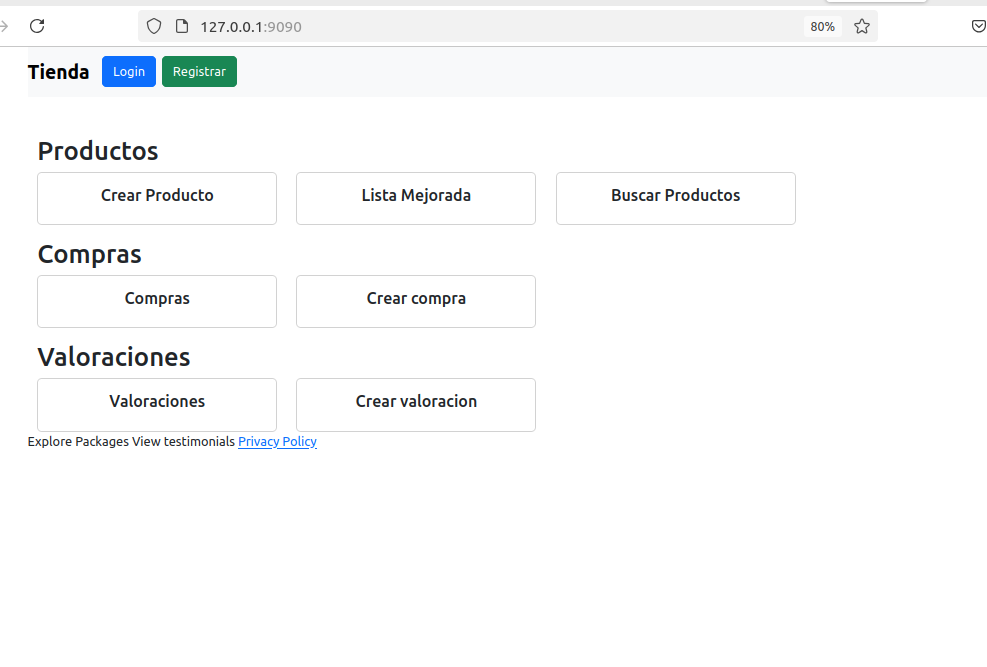 127.0.0.1:9090 80%
Tienda Login Registrar
Productos
Crear Producto Lista Mejorada Buscar Productos
Compras
Compras Crear compra
Valoraciones
Valoraciones Crear valoracion
Explore Packages View testimonials Privacy Policy